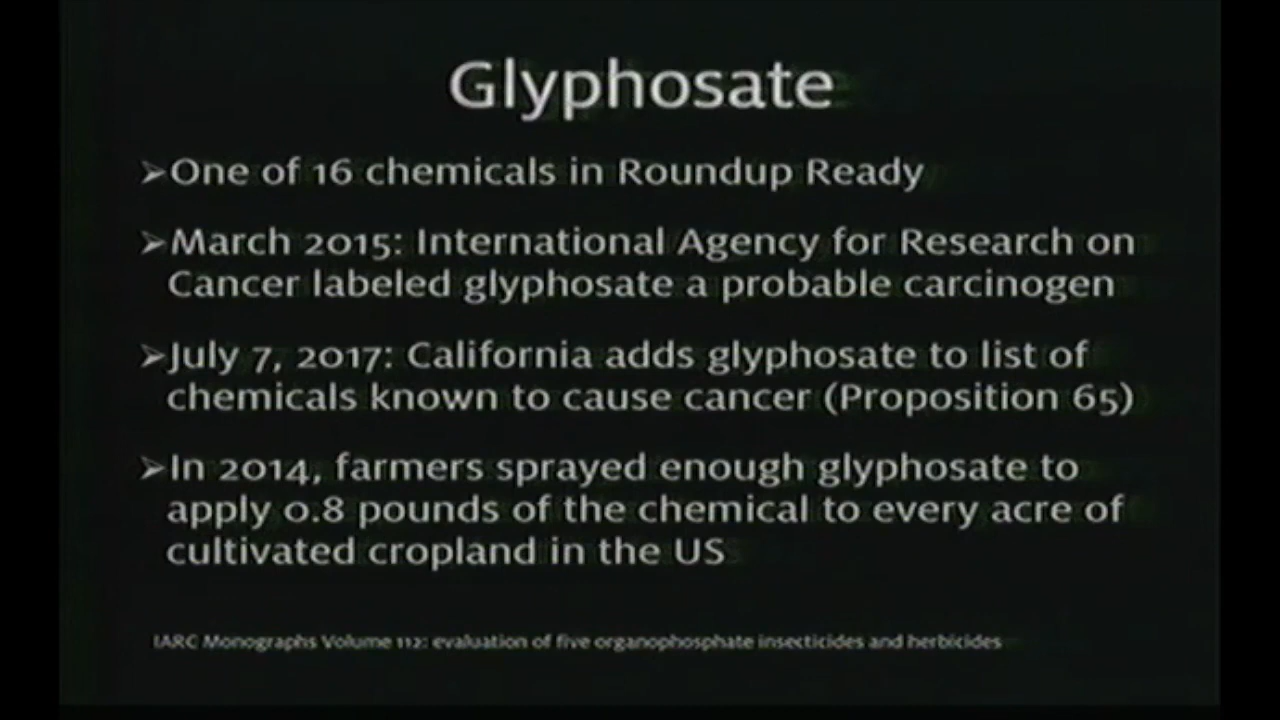 Glyphosate
➢One of 16 chemicals in Roundup Ready
➢March 2015: International Agency for Research on
Cancer labeled glyphosate a probable carcinogen
➢July 7, 2017: California adds glyphosate to list of
chemicals known to cause cancer (Proposition 65)
➢In 2014, farmers sprayed enough glyphosate to
apply 0.8 pounds of the chemical to every acre of
cultivated cropland in the US
IARC Monographs Volume 112: evaluation of five organophosphate insecticides and herbicides